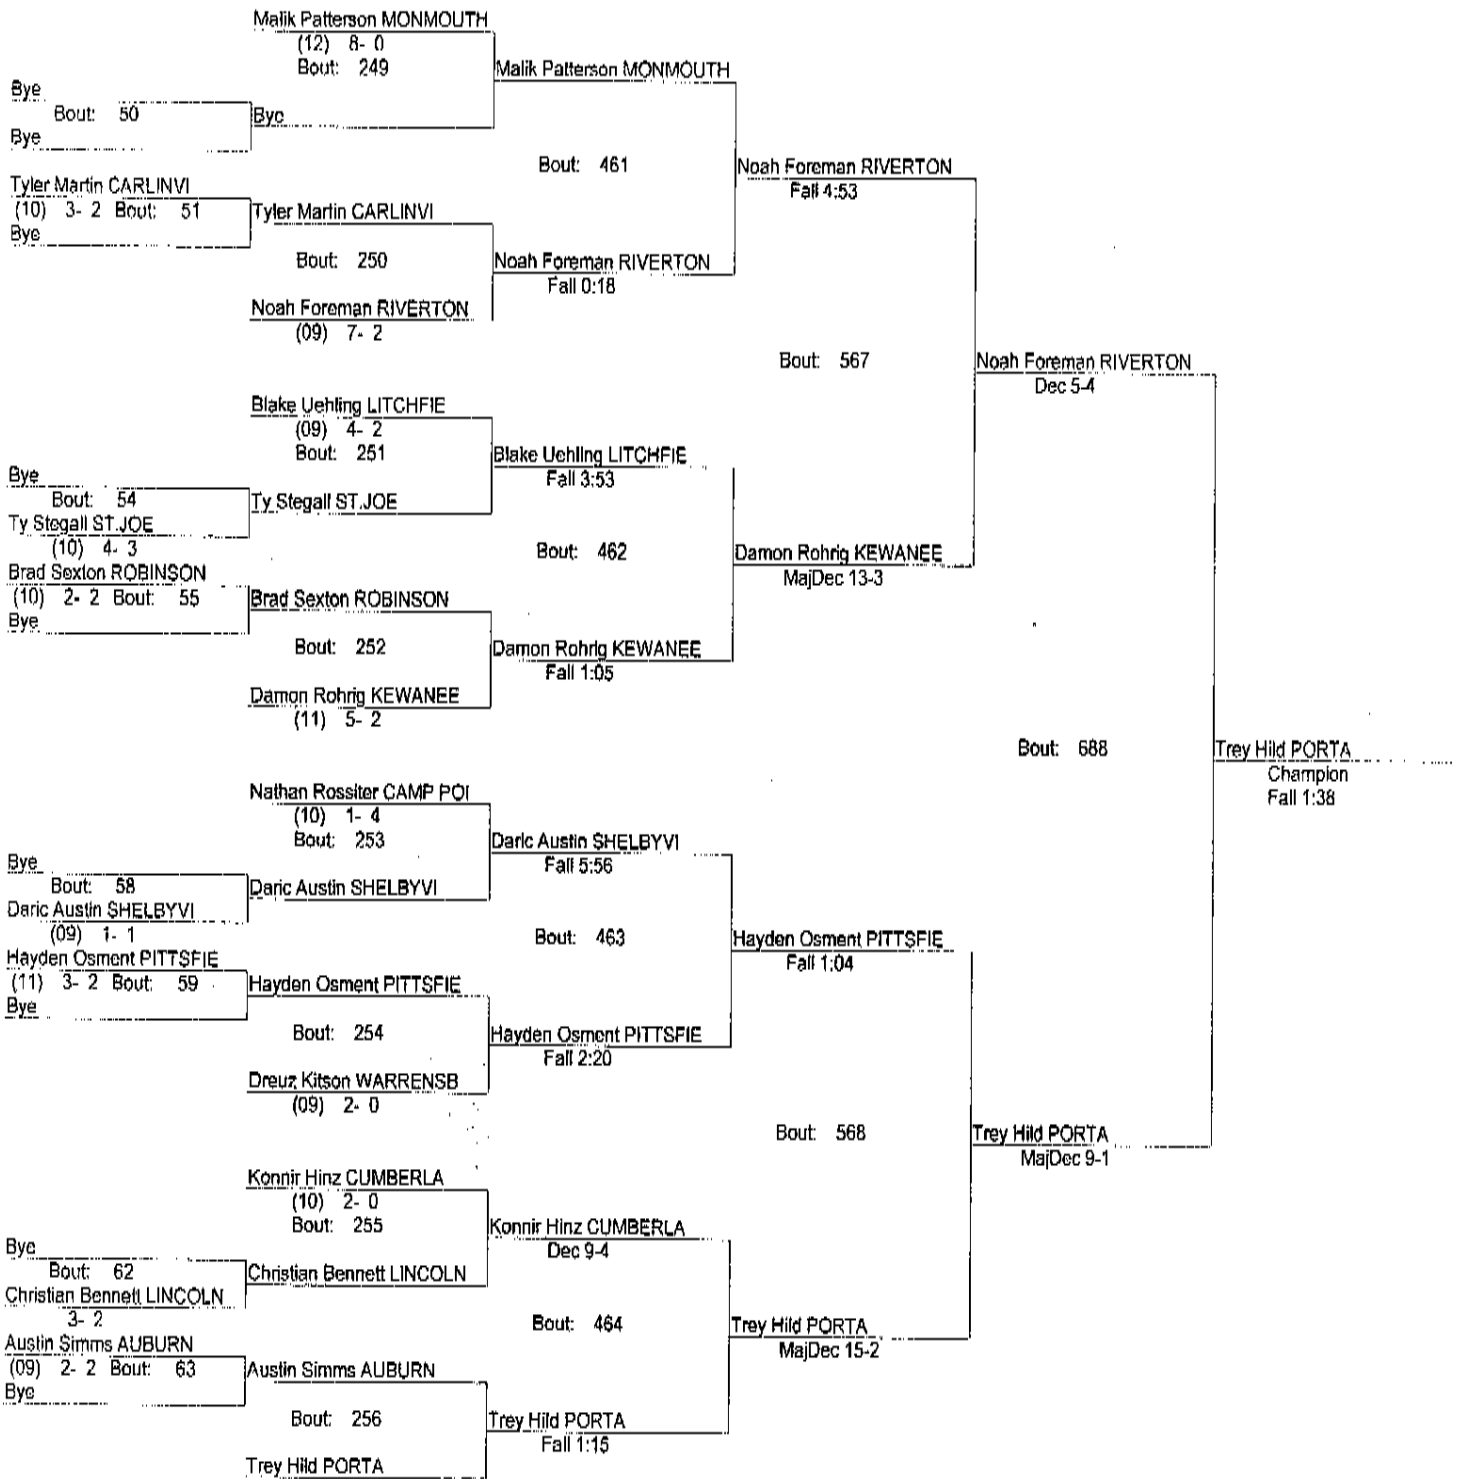 Malik Patterson MONMOUTH
(12) 8- 0
Bout: 249
Malik Patterson MONMOUTH
Bye
Bout: 50
Bye
Bye
Bout: 461
Noah Foreman RIVERTON
Fall 4:53
Tyler Martin CARLINVI
(10) 3- 2 Bout: 51
Bye
Tyler Martin CARLINVI
Bout: 250
Noah Foreman RIVERTON
Fall 0:18
Noah Foreman RIVERTON
(09) 7- 2
Bout: 567
Noah Foreman RIVERTON
Dec 5-4
Blake Uehling LITCHFIE
(09) 4- 2
Bout: 251
Blake Uehling LITCHFIE
Fall 3:53
Bye
Bout: 54
Ty Stegall ST.JOE
(10) 4- 3
Ty Stegall ST.JOE
Bout: 462
Damon Rohrig KEWANEE
MajDec 13-3
Brad Sexton ROBINSON
(10) 2- 2 Bout: 55
Bye
Brad Sexton ROBINSON
Bout: 252
Damon Rohrig KEWANEE
Fall 1:05
Damon Rohrig KEWANEE
(11) 5- 2
Bout: 688
Trey Hild PORTA
Champion
Fall 1:38
Nathan Rossiter CAMP POI
(10) 1- 4
Bout: 253
Daric Austin SHELBYVI
Fall 5:56
Bye
Bout: 58
Daric Austin SHELBYVI
(09) 1- 1
Daric Austin SHELBYVI
Bout: 463
Hayden Osment PITTSFIE
Fall 1:04
Hayden Osment PITTSFIE
(11) 3- 2 Bout: 59
Bye
Hayden Osment PITTSFIE
Bout: 254
Hayden Osment PITTSFIE
Fall 2:20
Dreuz Kitson WARRENSB
(09) 2- 0
Bout: 568
Trey Hild PORTA
MajDec 9-1
Konnir Hinz CUMBERLA
(10) 2- 0
Bout: 255
Konnir Hinz CUMBERLA
Dec 9-4
Bye
Bout: 62
Christian Bennett LINCOLN
3- 2
Christian Bennett LINCOLN
Bout: 464
Trey Hild PORTA
MajDec 15-2
Austin Simms AUBURN
(09) 2- 2 Bout: 63
Bye
Austin Simms AUBURN
Bout: 256
Trey Hild PORTA
Fall 1:15
Trey Hild PORTA